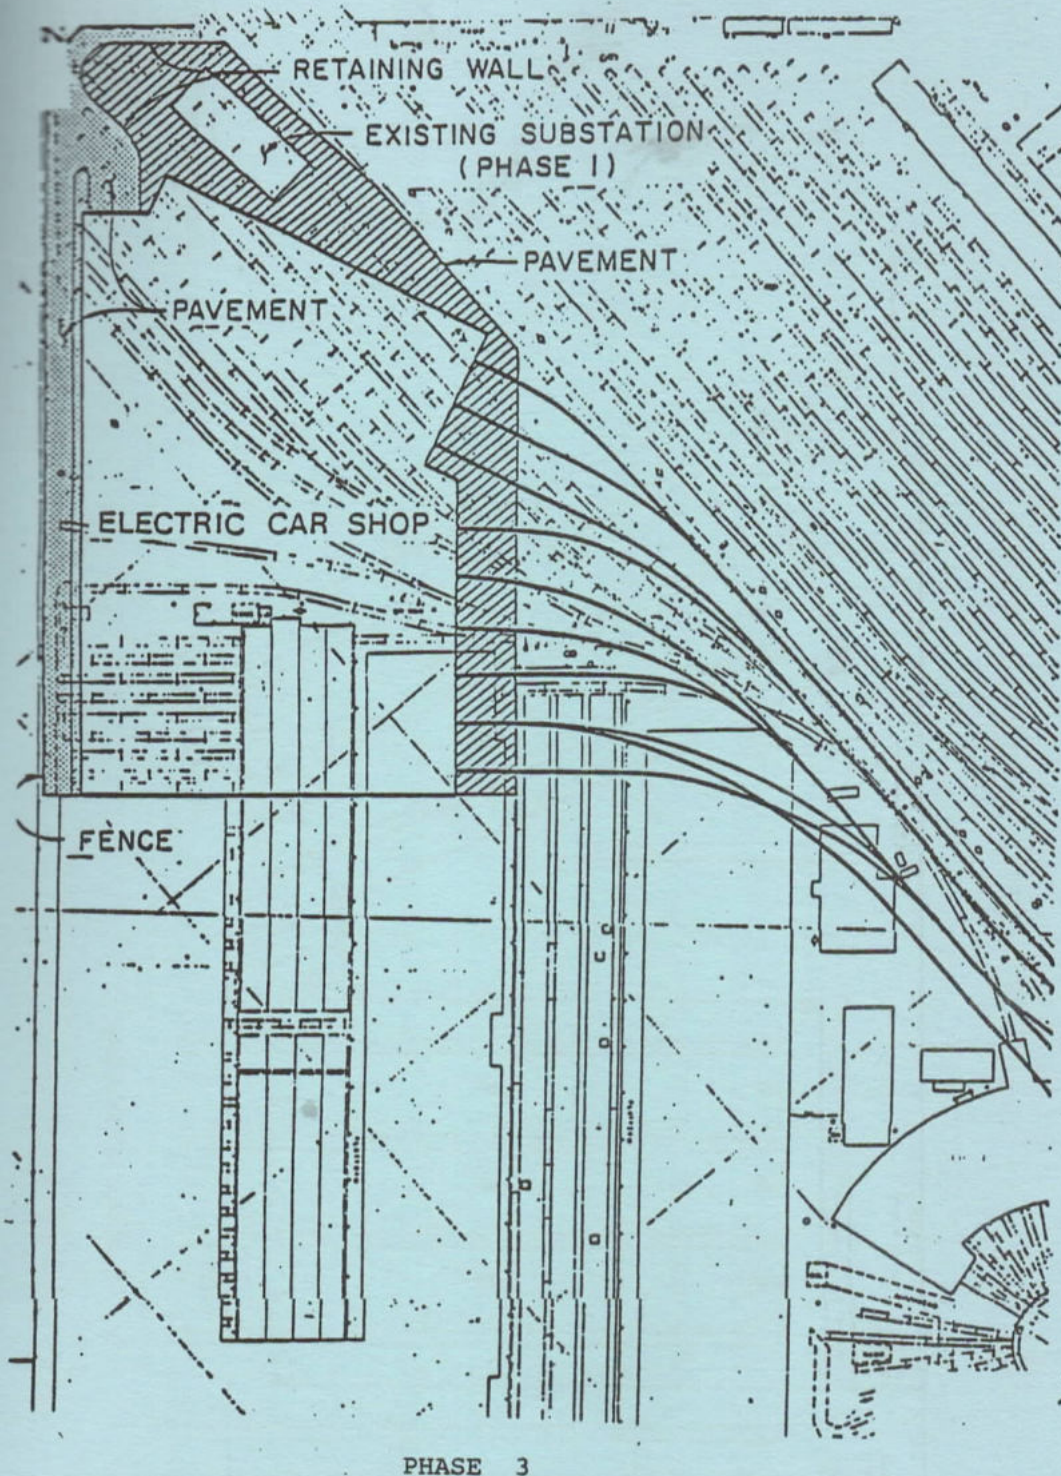 RETAINING WALL
EXISTING SUBSTATION
(PHASE I)
PAVEMENT
PAVEMENT
ELECTRIC CAR SHOP
FENCE
PHASE 3